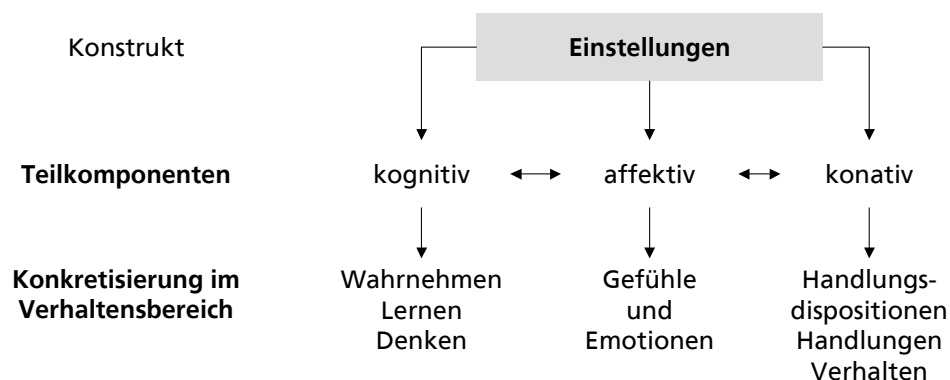 Konstrukt
Einstellungen
Teilkomponenten
kognitiv
affektiv
konativ
Konkretisierung im
Verhaltensbereich
Wahrnehmen
Lernen
Denken
Gefühle
und
Emotionen
Handlungs-
dispositionen
Handlungen
Verhalten